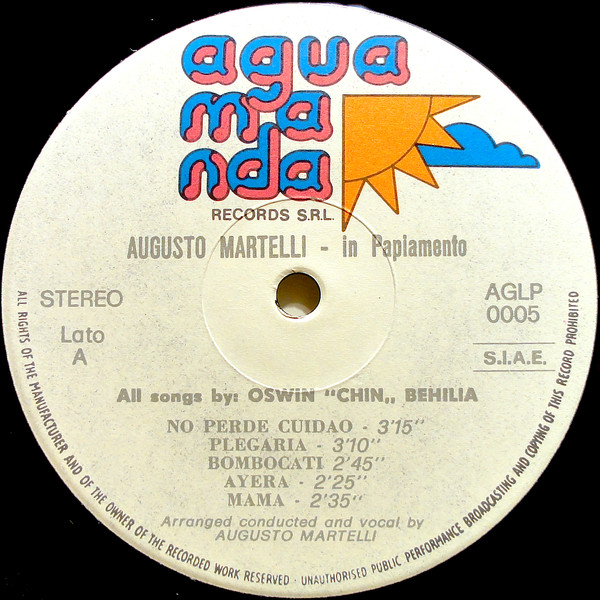 agua
ma
nda
RECORDS S.R.L.
AUGUSTO MARTELLI - in Papiamento
STEREO
Lato
A
AGLP
0005
S.I.A.E.
All songs by: OSWIN "CHIN,, BEHILIA
NO PERDE CUIDAO - 3'15"
PLEGARIA - 3'10"
BOMBOCATI 2'45"
AYERA - 2'25"
MAMA - 2'35"
Arranged conducted and vocal by
AUGUSTO MARTELLI
ALL RIGHTS OF THE MANUFACTURER AND OF THE OWNER OF THE RECORDED WORK RESERVED · UNAUTHORISED PUBLIC PERFORMANCE BROADCASTING AND COPYING OF THIS RECORD PROHIBITED